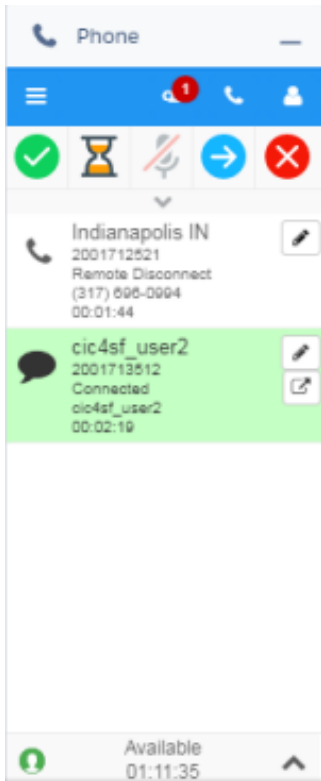 Phone
1
Indianapolis IN
2001712521
Remote Disconnect
(317) 696-0994
00:01:44
cic4sf_user2
2001713512
Connected
cic4sf_user2
00:02:19
Available
01:11:35